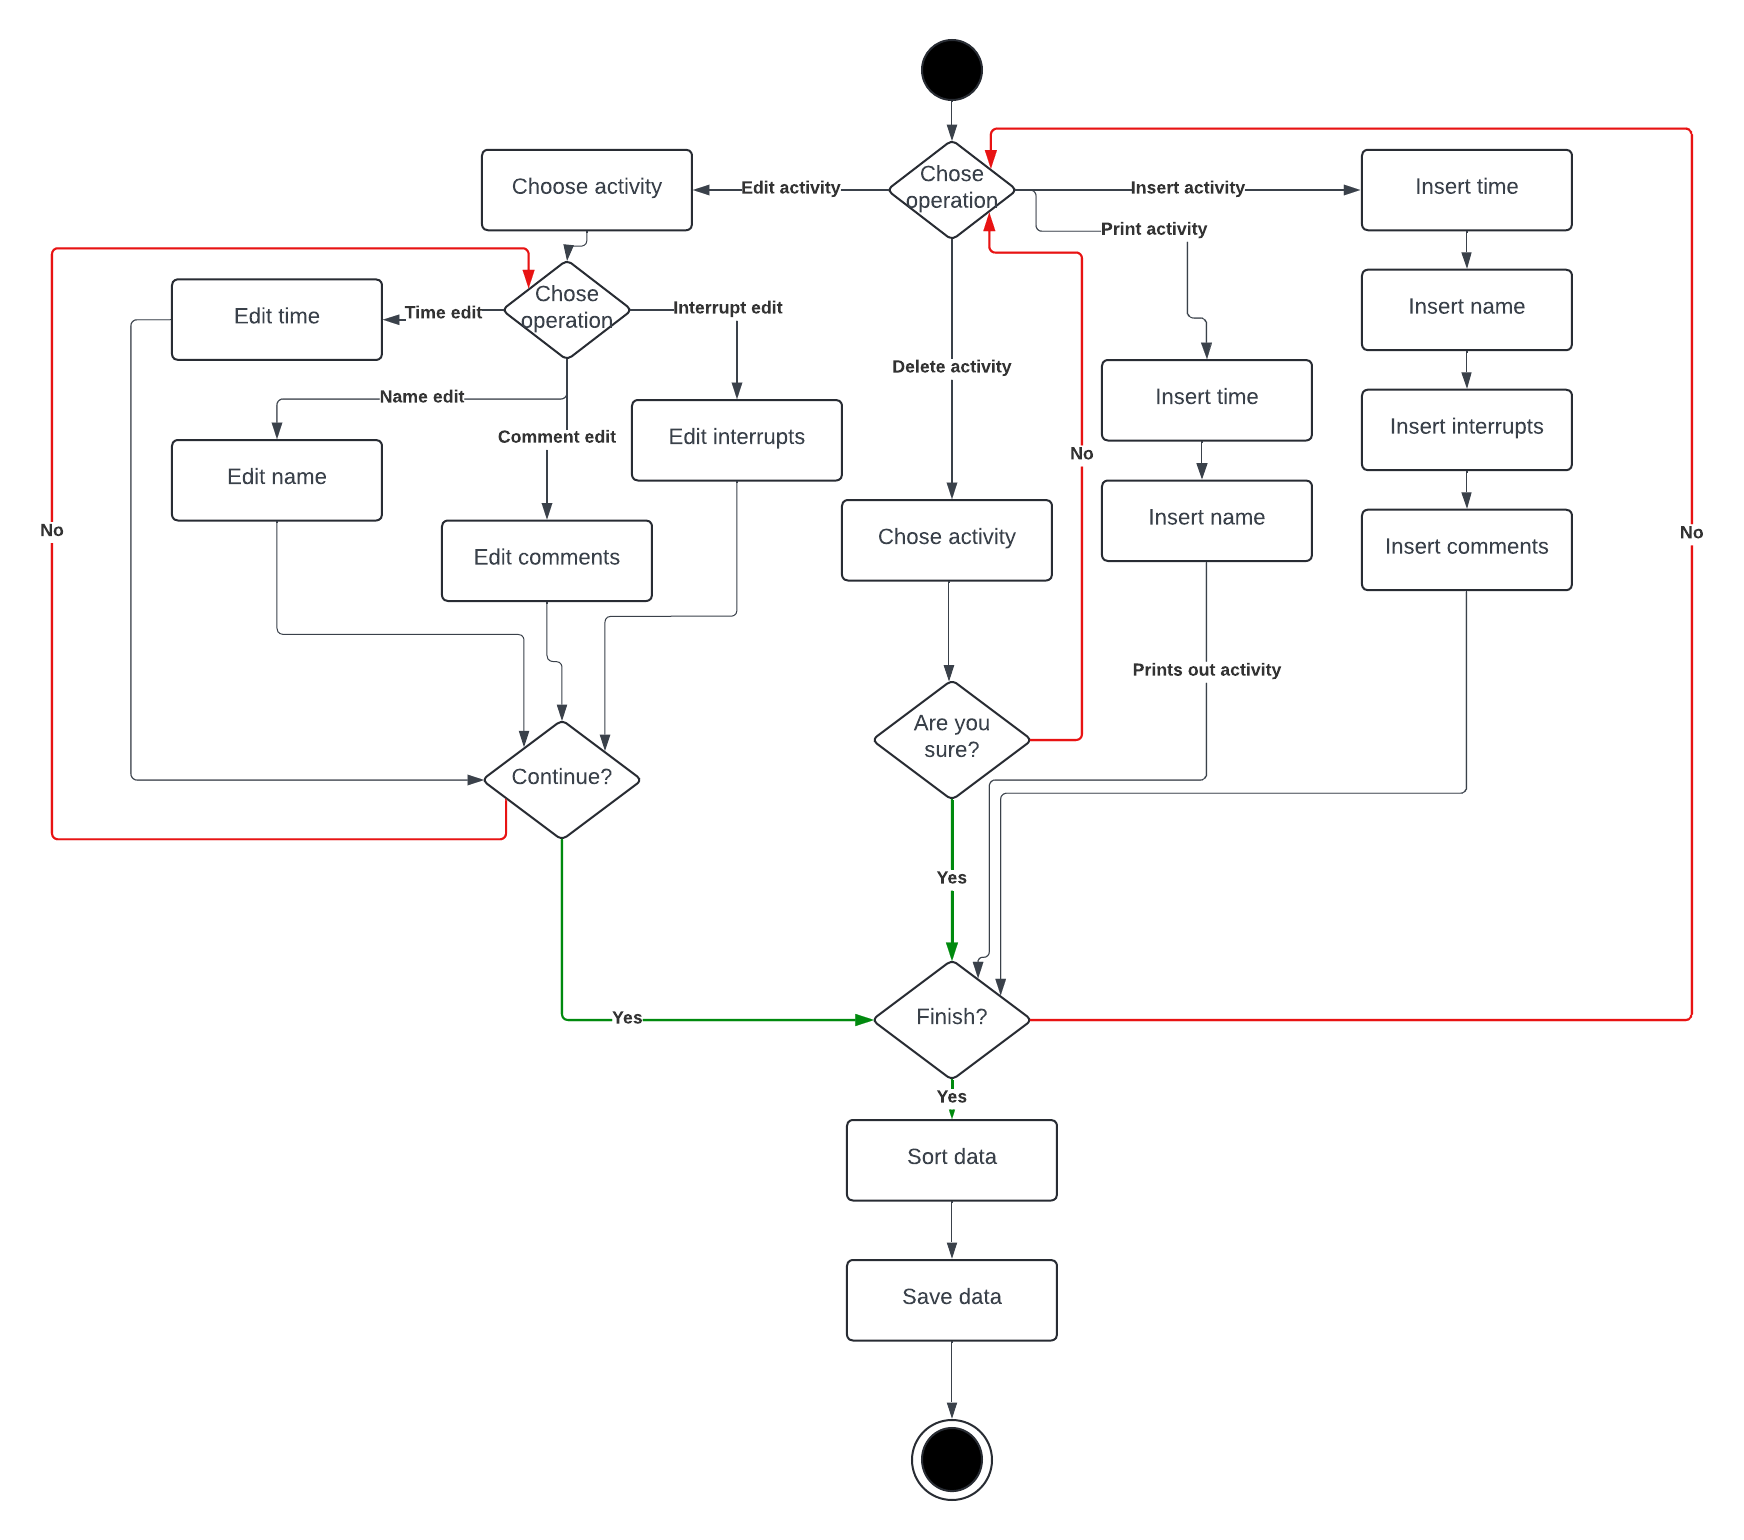 Chose
operation
Choose activity
Edit activity
Insert activity
Insert time
Print activity
Chose
operation
Time edit
Interrupt edit
Edit time
Insert name
Delete activity
Name edit
Insert time
Comment edit
Edit interrupts
Insert interrupts
No
Edit name
Insert name
No
No
Chose activity
Edit comments
Insert comments
Prints out activity
Are you
sure?
Continue?
Yes
Yes
Finish?
Yes
Sort data
Save data